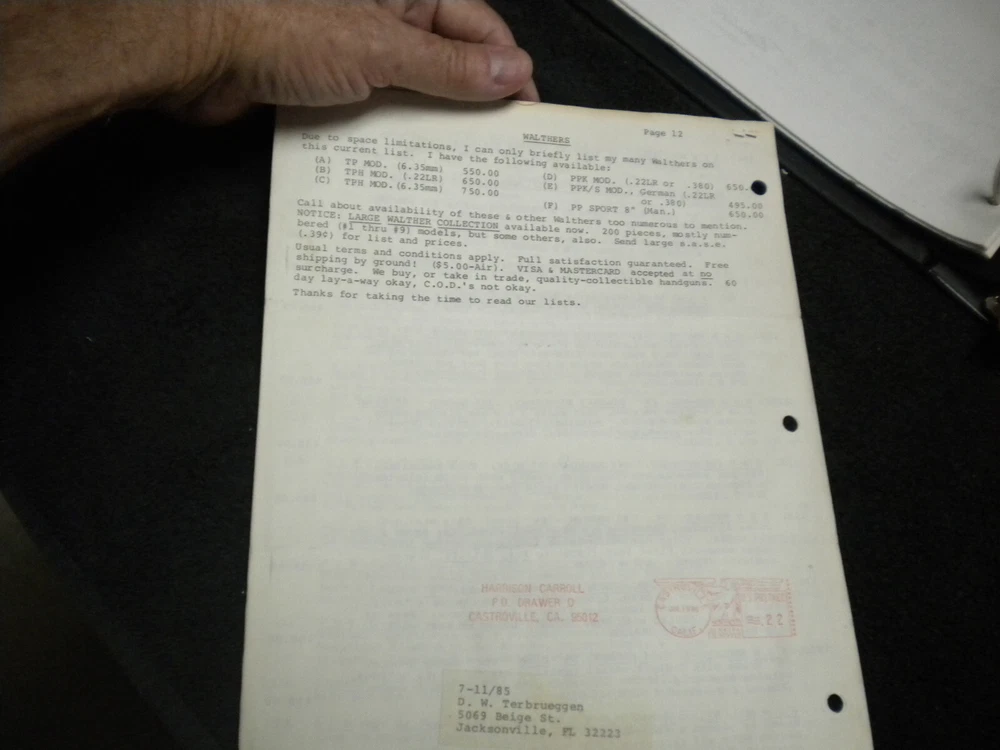 Page 12
WALTHERS
Due to space limitations, I can only briefly list my many Walthers on
this current list. I have the following available:
(A) TP MOD. (6.35mm) 550.00
(B) TPH MOD. (.22LR) 650.00
(C) TPH MOD. (6.35mm) 750.00
(D) PPK MOD. (.22LR or .380) 650.
(E) PPK/S MOD., German (.22LR
or .380) 495.00
(F) PP SPORT 8" (Man.) 650.00
Call about availability of these & other Walthers too numerous to mention.
NOTICE: LARGE WALTHER COLLECTION available now. 200 pieces, mostly num-
bered (#1 thru #9) models, but some others, also. Send large s.a.s.e.
(.39¢) for list and prices.
Usual terms and conditions apply. Full satisfaction guaranteed. Free
shipping by ground! ($5.00-Air). VISA & MASTERCARD accepted at no
surcharge. We buy, or take in trade, quality-collectible handguns. 60
day lay-a-way okay, C.O.D.'s not okay.
Thanks for taking the time to read our lists.
HARRISON CARROLL
P.O. DRAWER D
CASTROVILLE, CA. 95012
7-11/85
D. W. Terbrueggen
5069 Beige St.
Jacksonville, FL 32223